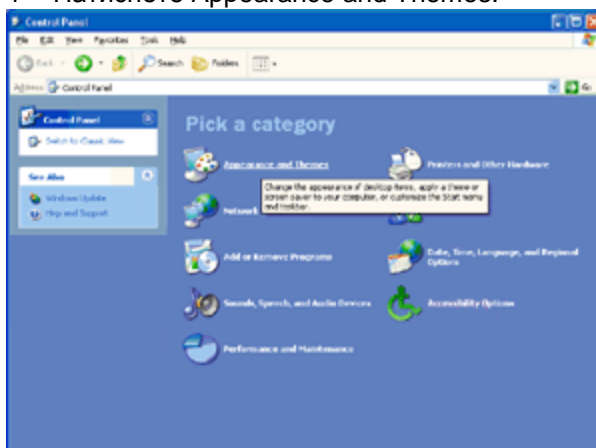 Appearance and Themes.
Control Panel
File Edit View Favorites Tools Help
Back Search Folders
Address Control Panel Go
Control Panel
Switch to Classic View
See Also
Windows Update
Help and Support
Pick a category
Appearance and Themes
Printers and Other Hardware
Change the appearance of desktop items, apply a theme or
screen saver to your computer, or customize the Start menu
and taskbar.
Network
Add or Remove Programs
Date, Time, Language, and Regional
Options
Sounds, Speech, and Audio Devices
Accessibility Options
Performance and Maintenance